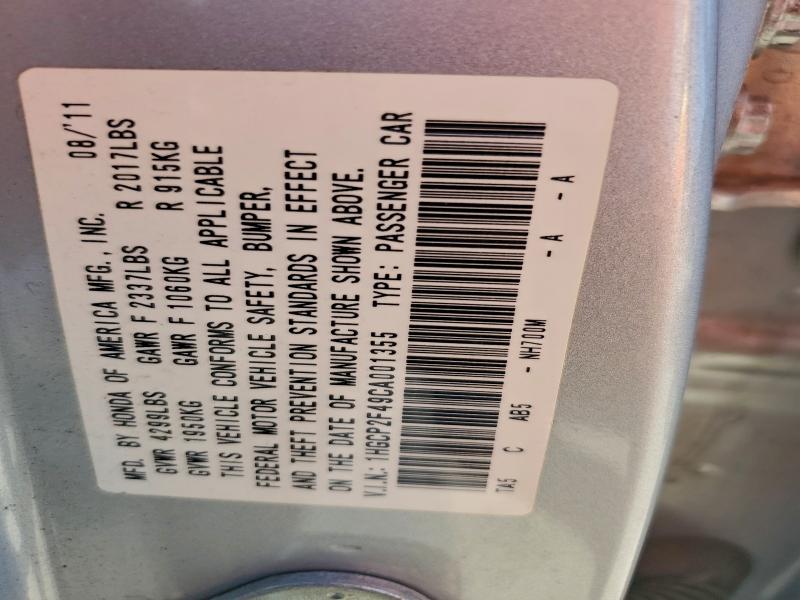 MFD. BY HONDA OF AMERICA MFG., INC. 08/'11
GVWR 4299LBS GAWR F 2337LBS R 2017LBS
GVWR 1950KG GAWR F 1060KG R 915KG
THIS VEHICLE CONFORMS TO ALL APPLICABLE
FEDERAL MOTOR VEHICLE SAFETY, BUMPER,
AND THEFT PREVENTION STANDARDS IN EFFECT
ON THE DATE OF MANUFACTURE SHOWN ABOVE.
V.I.N.: 1HGCP2F49CA001355 TYPE: PASSENGER CAR
TA5 C AB5 -NH700M -A -A